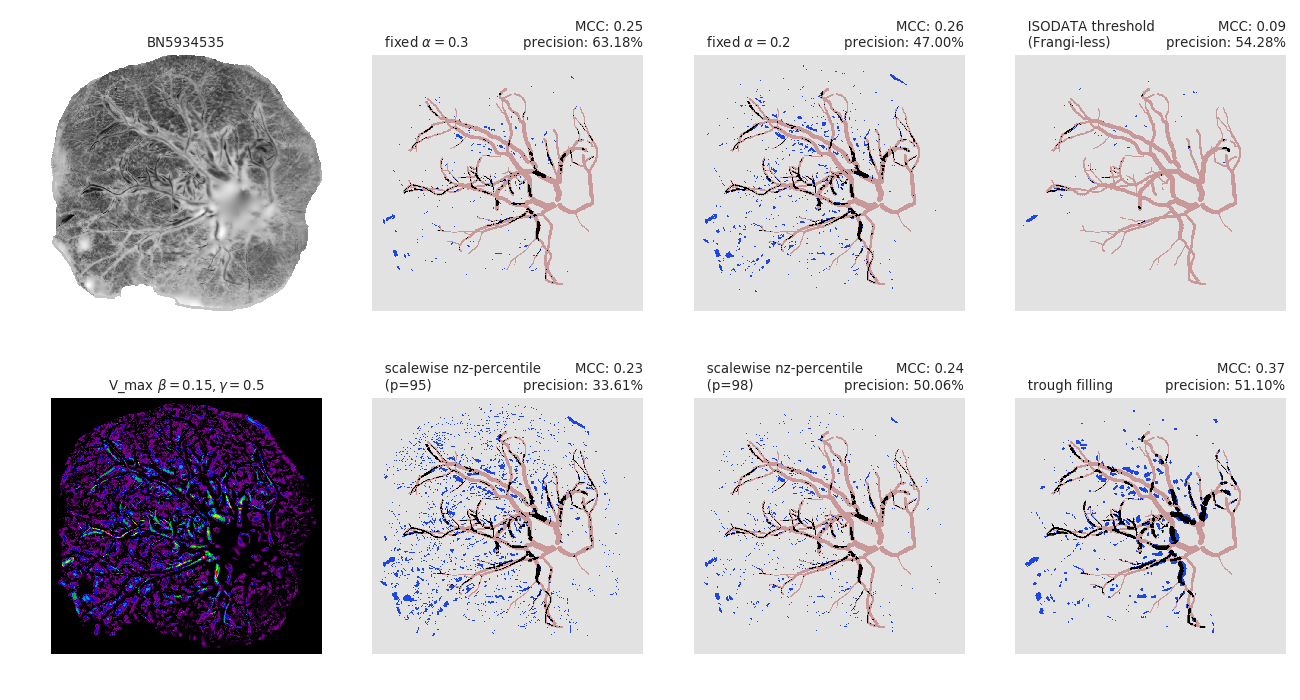 BN5934535
fixed α = 0.3
MCC: 0.25
precision: 63.18%
fixed α = 0.2
MCC: 0.26
precision: 47.00%
ISODATA threshold
(Frangi-less)
MCC: 0.09
precision: 54.28%
V_max β = 0.15, γ = 0.5
scalewise nz-percentile
(p=95)
MCC: 0.23
precision: 33.61%
scalewise nz-percentile
(p=98)
MCC: 0.24
precision: 50.06%
trough filling
MCC: 0.37
precision: 51.10%